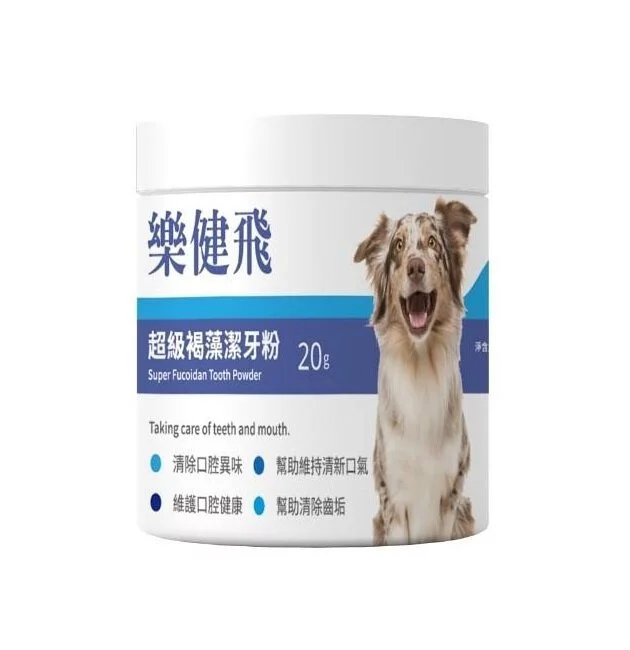 樂健飛
超級褐藻潔牙粉 20g
Super Fucoidan Tooth Powder
淨含
Taking care of teeth and mouth.
清除口腔異味 幫助維持清新口氣
維護口腔健康 幫助清除齒垢